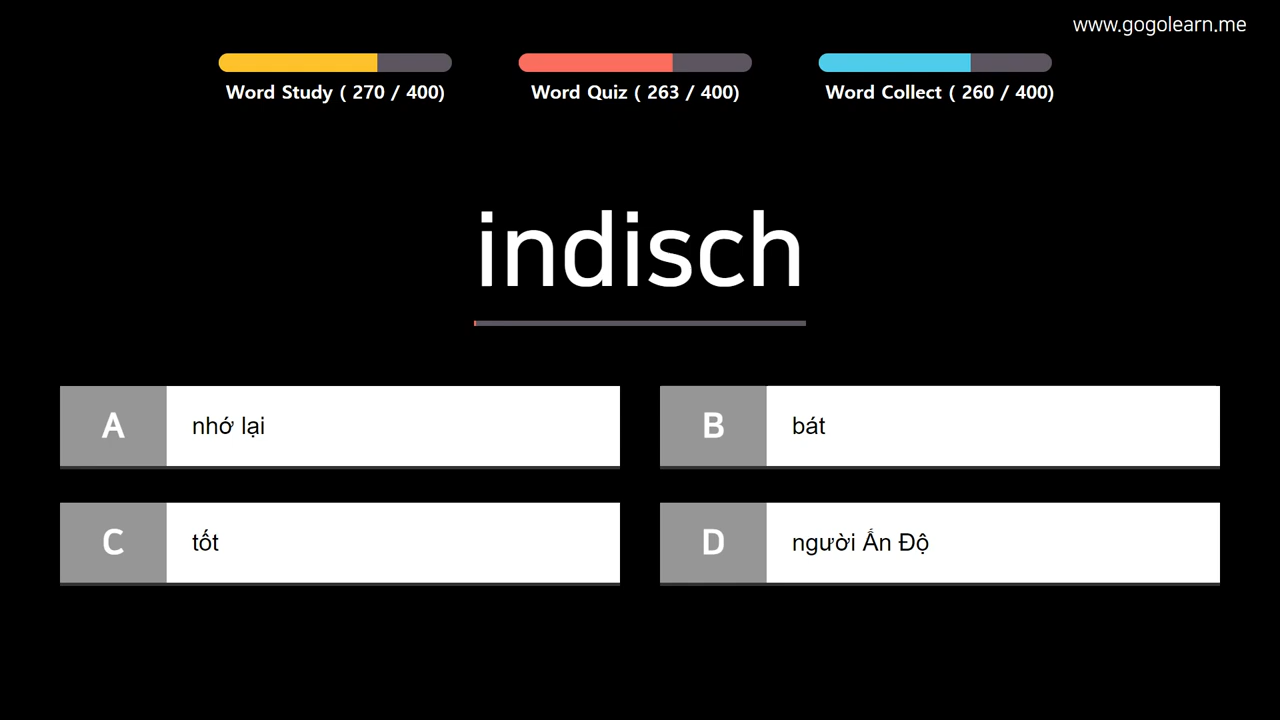 www.gogolearn.me
Word Study ( 270 / 400)
Word Quiz ( 263 / 400)
Word Collect ( 260 / 400)
indisch
A nhớ lại
B bát
C tốt
D người Ấn Độ